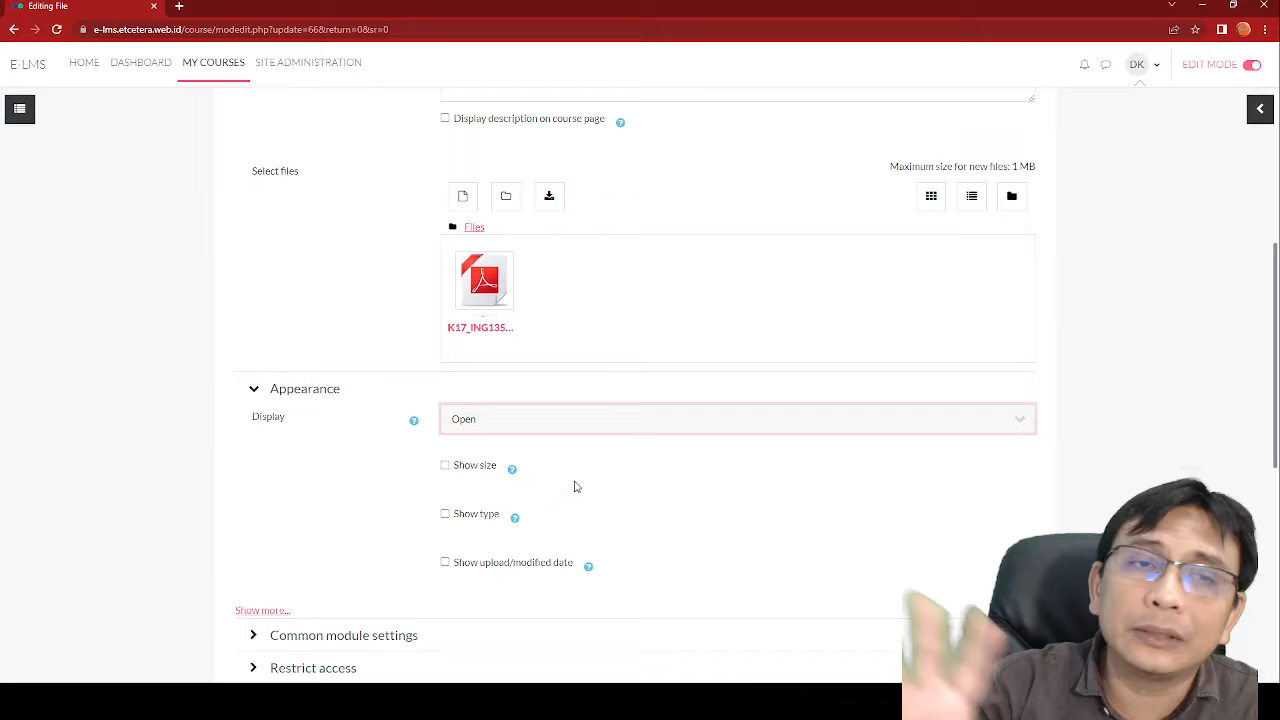 Editing File
e-lms.etcetera.web.id/course/modedit.php?update=66&return=0&sr=0
E-LMS HOME DASHBOARD MY COURSES SITE ADMINISTRATION DK EDIT MODE
Display description on course page
Select files
Maximum size for new files: 1 MB
Files
K17_ING135...
Appearance
Display
Open
Show size
Show type
Show upload/modified date
Show more...
Common module settings
Restrict access